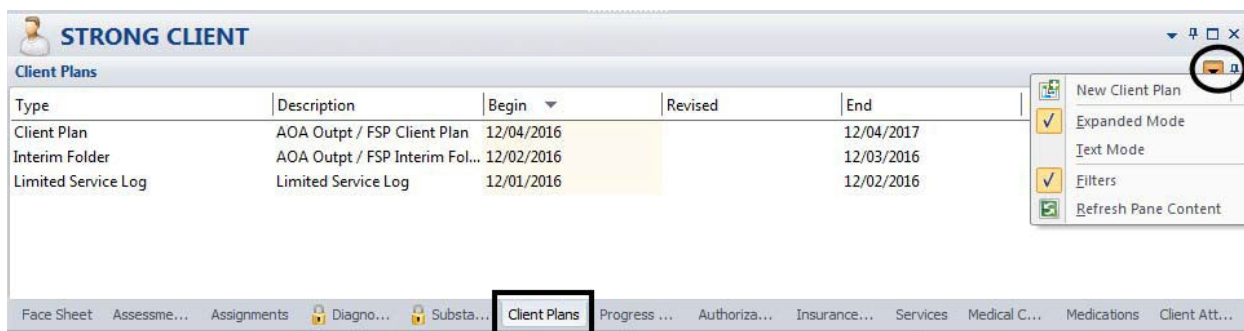 STRONG CLIENT
Client Plans
Type Description Begin Revised End
Client Plan AOA Outpt / FSP Client Plan 12/04/2016 12/04/2017
Interim Folder AOA Outpt / FSP Interim Fol... 12/02/2016 12/03/2016
Limited Service Log Limited Service Log 12/01/2016 12/02/2016
New Client Plan
Expanded Mode
Text Mode
Filters
Refresh Pane Content
Face Sheet Assessme... Assignments Diagno... Substa... Client Plans Progress ... Authoriza... Insurance... Services Medical C... Medications Client Att...